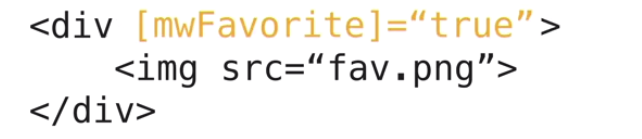 <div [mwFavorite]=“true”>
<img src=“fav.png”>
</div>